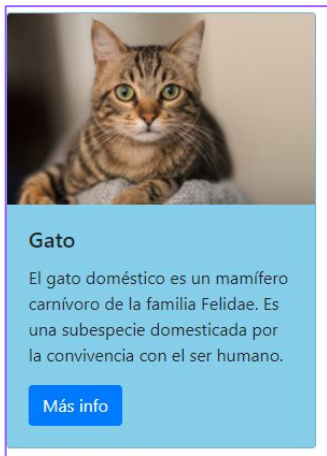 Gato
El gato doméstico es un mamífero
carnívoro de la familia Felidae. Es
una subespecie domesticada por
la convivencia con el ser humano.
Más info